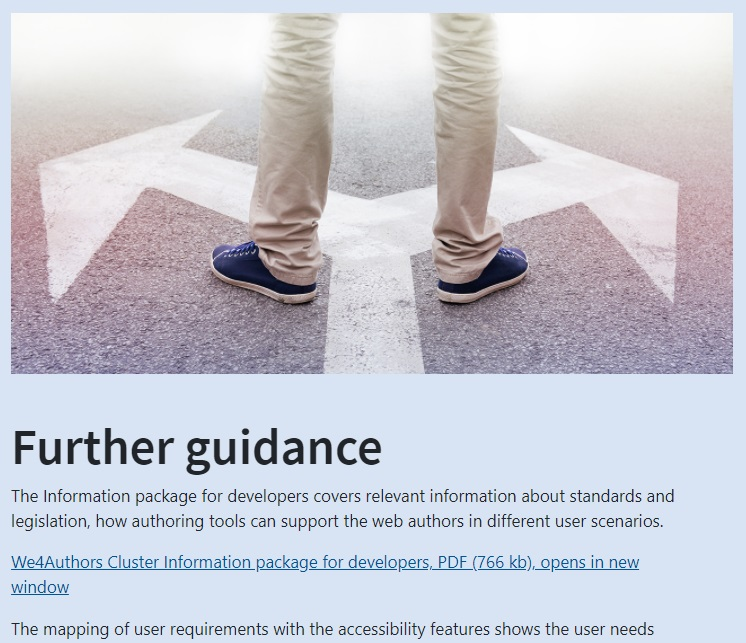 Further guidance
The Information package for developers covers relevant information about standards and
legislation, how authoring tools can support the web authors in different user scenarios.
We4Authors Cluster Information package for developers, PDF (766 kb), opens in new
window
The mapping of user requirements with the accessibility features shows the user needs